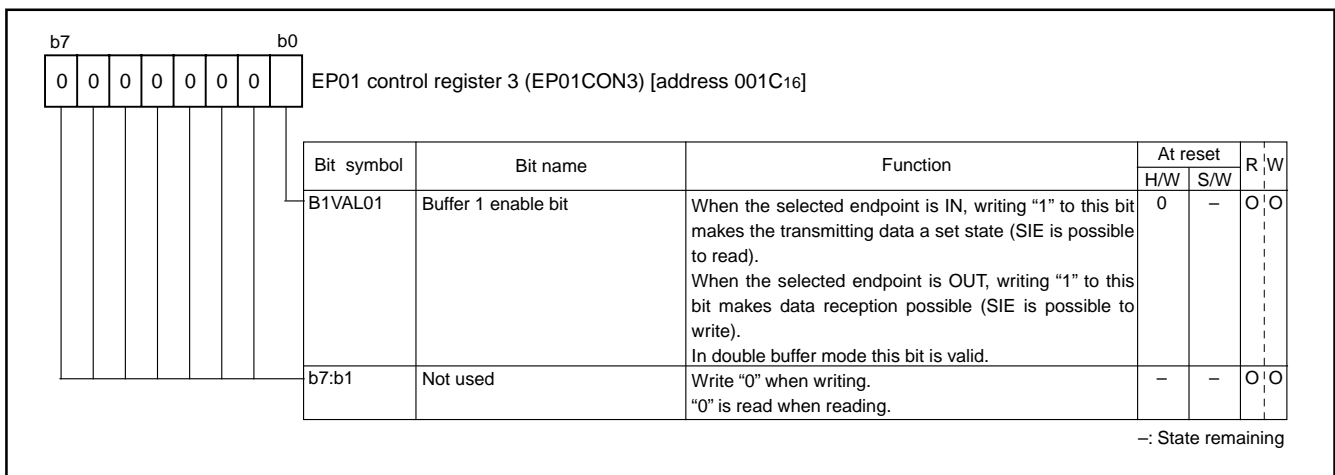 b7 b0
0 0 0 0 0 0 0
EP01 control register 3 (EP01CON3) [address 001C16]
Bit symbol Bit name Function At reset R W
H/W S/W
B1VAL01 Buffer 1 enable bit When the selected endpoint is IN, writing “1” to this bit 0 – O O
makes the transmitting data a set state (SIE is possible
to read).
When the selected endpoint is OUT, writing “1” to this
bit makes data reception possible (SIE is possible to
write).
In double buffer mode this bit is valid.
b7:b1 Not used Write “0” when writing. – – O O
“0” is read when reading.
–: State remaining